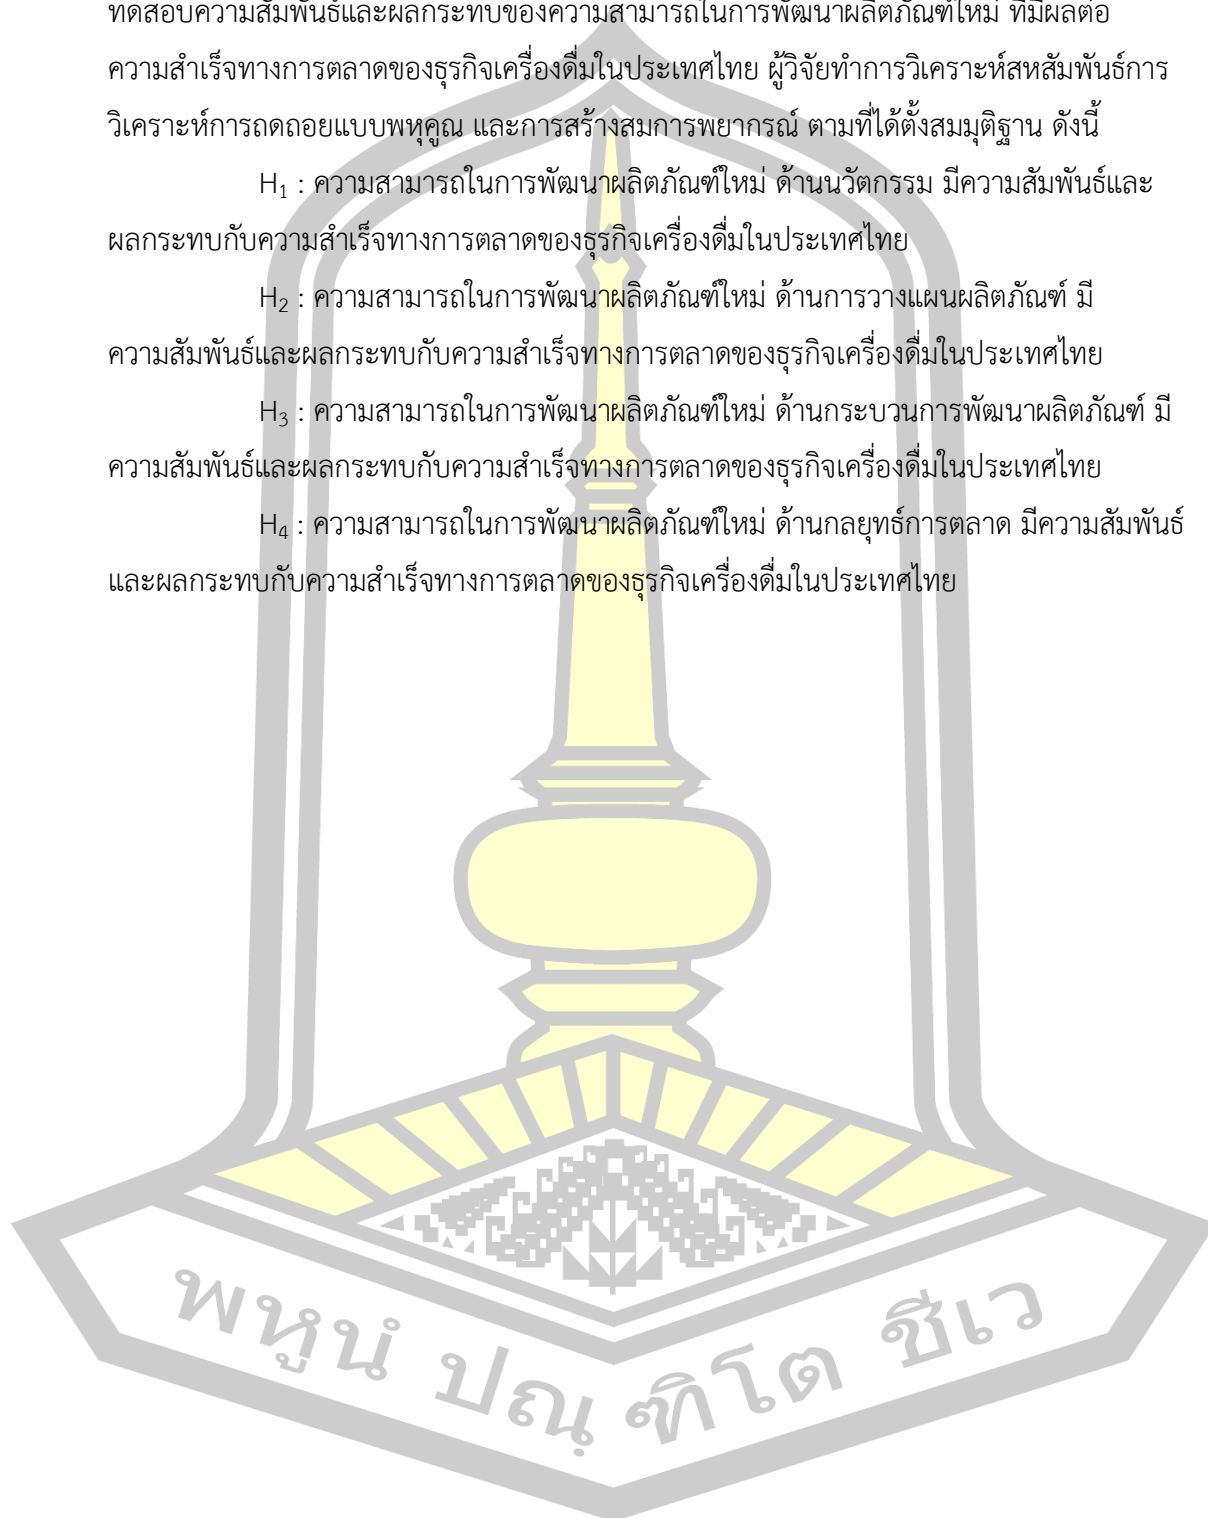 ทดสอบความสัมพันธ์และผลกระทบของความสามารถในการพัฒนาผลิตภัณฑ์ใหม่ ที่มีผลต่อ
ความสำเร็จทางการตลาดของธุรกิจเครื่องดื่มในประเทศไทย ผู้วิจัยทำการวิเคราะห์สหสัมพันธ์การ
วิเคราะห์การถดถอยแบบพหุคูณ และการสร้างสมการพยากรณ์ ตามที่ได้ตั้งสมมุติฐาน ดังนี้
H₁ : ความสามารถในการพัฒนาผลิตภัณฑ์ใหม่ ด้านนวัตกรรม มีความสัมพันธ์และ
ผลกระทบกับความสำเร็จทางการตลาดของธุรกิจเครื่องดื่มในประเทศไทย
H₂ : ความสามารถในการพัฒนาผลิตภัณฑ์ใหม่ ด้านการวางแผนผลิตภัณฑ์ มี
ความสัมพันธ์และผลกระทบกับความสำเร็จทางการตลาดของธุรกิจเครื่องดื่มในประเทศไทย
H₃ : ความสามารถในการพัฒนาผลิตภัณฑ์ใหม่ ด้านกระบวนการพัฒนาผลิตภัณฑ์ มี
ความสัมพันธ์และผลกระทบกับความสำเร็จทางการตลาดของธุรกิจเครื่องดื่มในประเทศไทย
H₄ : ความสามารถในการพัฒนาผลิตภัณฑ์ใหม่ ด้านกลยุทธ์การตลาด มีความสัมพันธ์
และผลกระทบกับความสำเร็จทางการตลาดของธุรกิจเครื่องดื่มในประเทศไทย
พหูนํ ปณฺฑิโต ชีเว